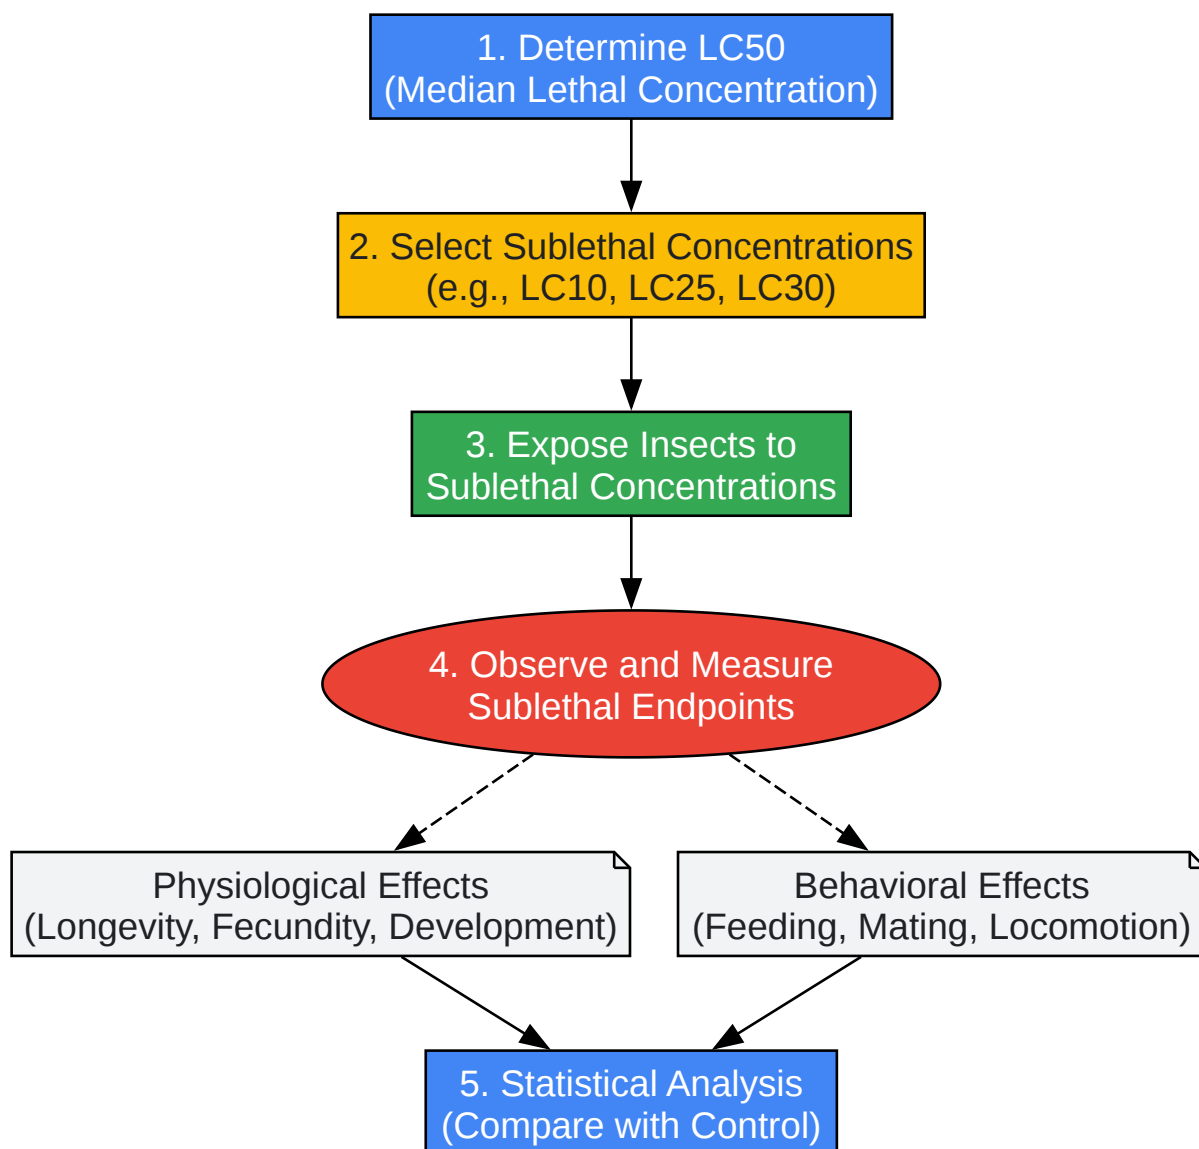 1. Determine LC50
(Median Lethal Concentration)
2. Select Sublethal Concentrations
(e.g., LC10, LC25, LC30)
3. Expose Insects to
Sublethal Concentrations
4. Observe and Measure
Sublethal Endpoints
Physiological Effects
(Longevity, Fecundity, Development)
Behavioral Effects
(Feeding, Mating, Locomotion)
5. Statistical Analysis
(Compare with Control)